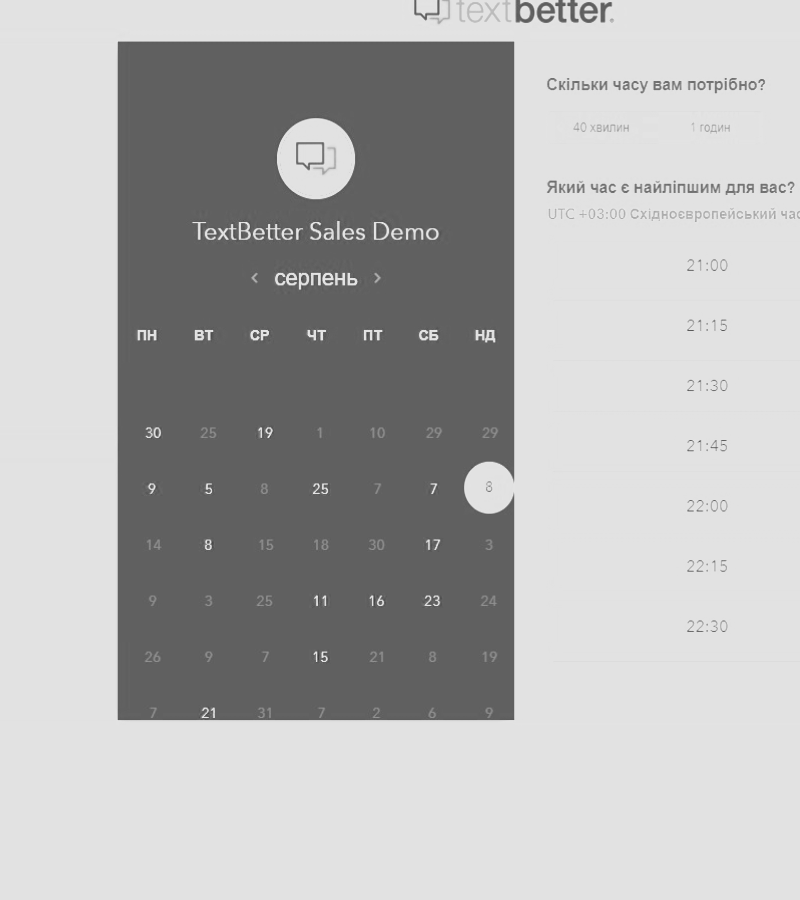 textbetter.
TextBetter Sales Demo
< серпень >
ПН ВТ СР ЧТ ПТ СБ НД
30 25 19 1 10 29 29
9 5 8 25 7 7 8
14 8 15 18 30 17 3
9 3 25 11 16 23 24
26 9 7 15 21 8 19
7 21 31 7 2 6 9
Скільки часу вам потрібно?
40 хвилин 1 годин
Який час є найліпшим для вас?
UTC +03:00 Східноєвропейський час
21:00
21:15
21:30
21:45
22:00
22:15
22:30